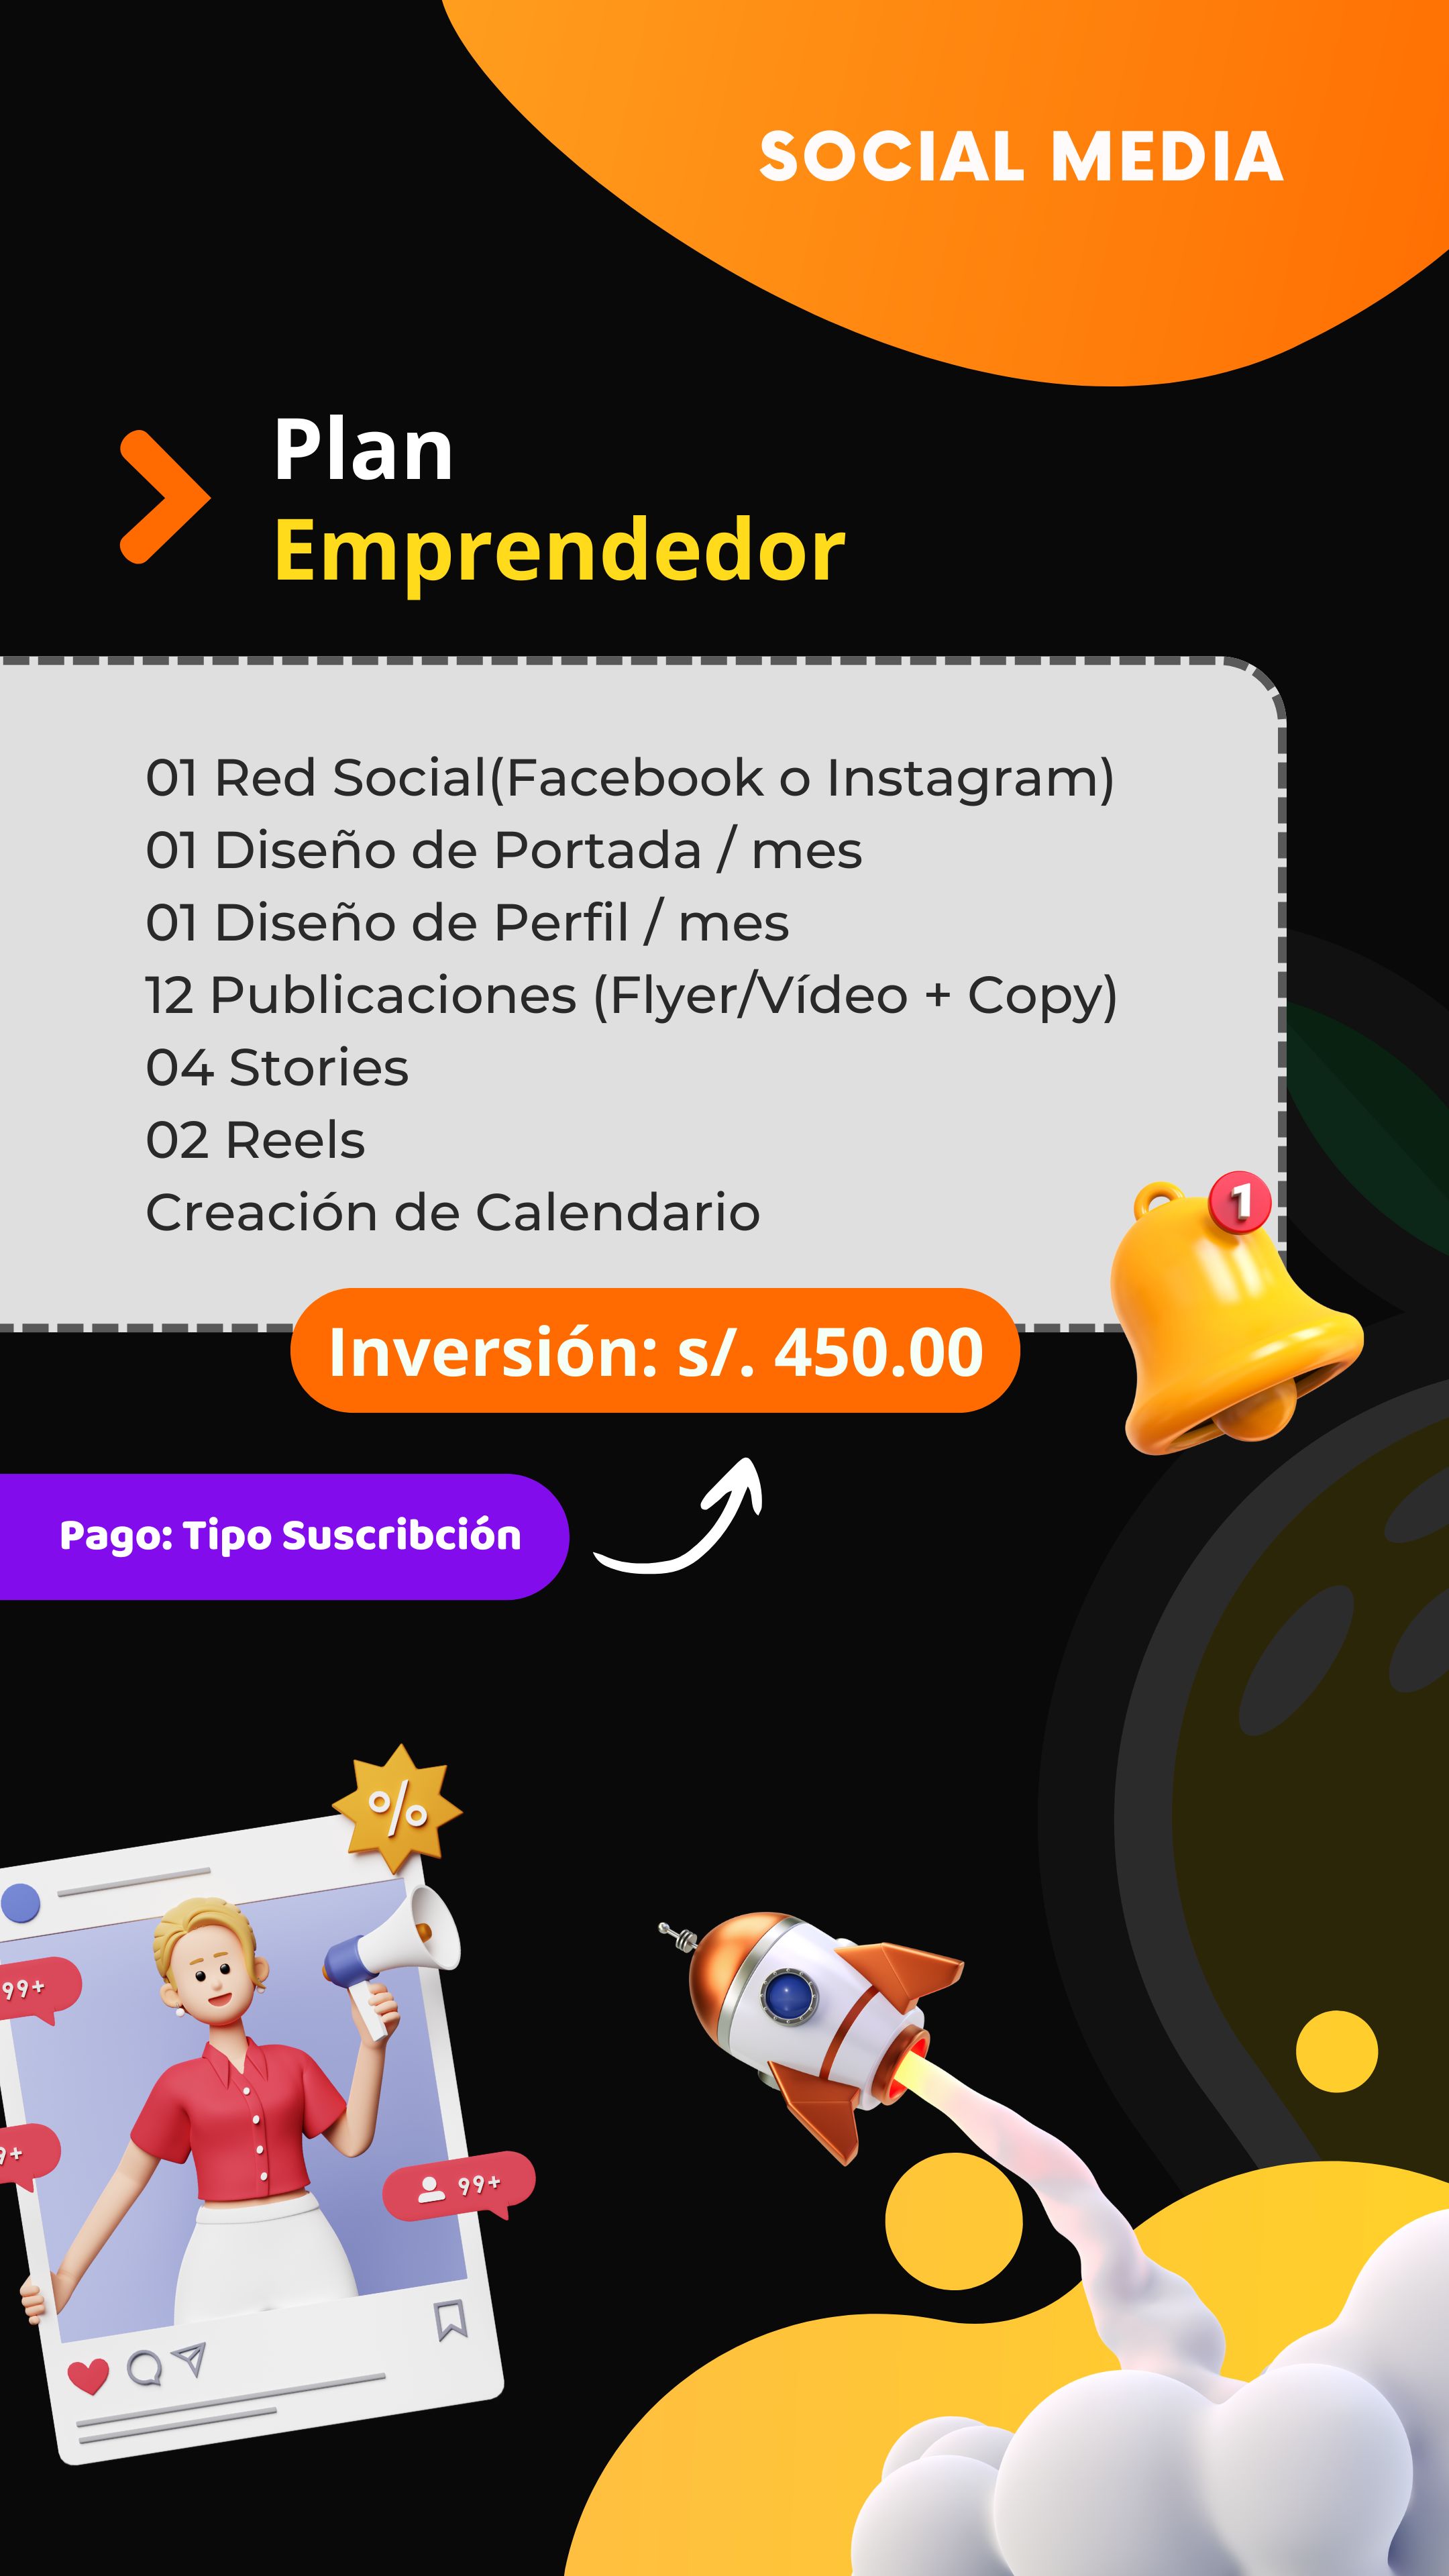 SOCIAL MEDIA
Plan
Emprendedor
01 Red Social(Facebook o Instagram)
01 Diseño de Portada / mes
01 Diseño de Perfil / mes
12 Publicaciones (Flyer/Vídeo + Copy)
04 Stories
02 Reels
Creación de Calendario
1
Inversión: s/. 450.00
Pago: Tipo Suscribción
%
99+
9+
99+